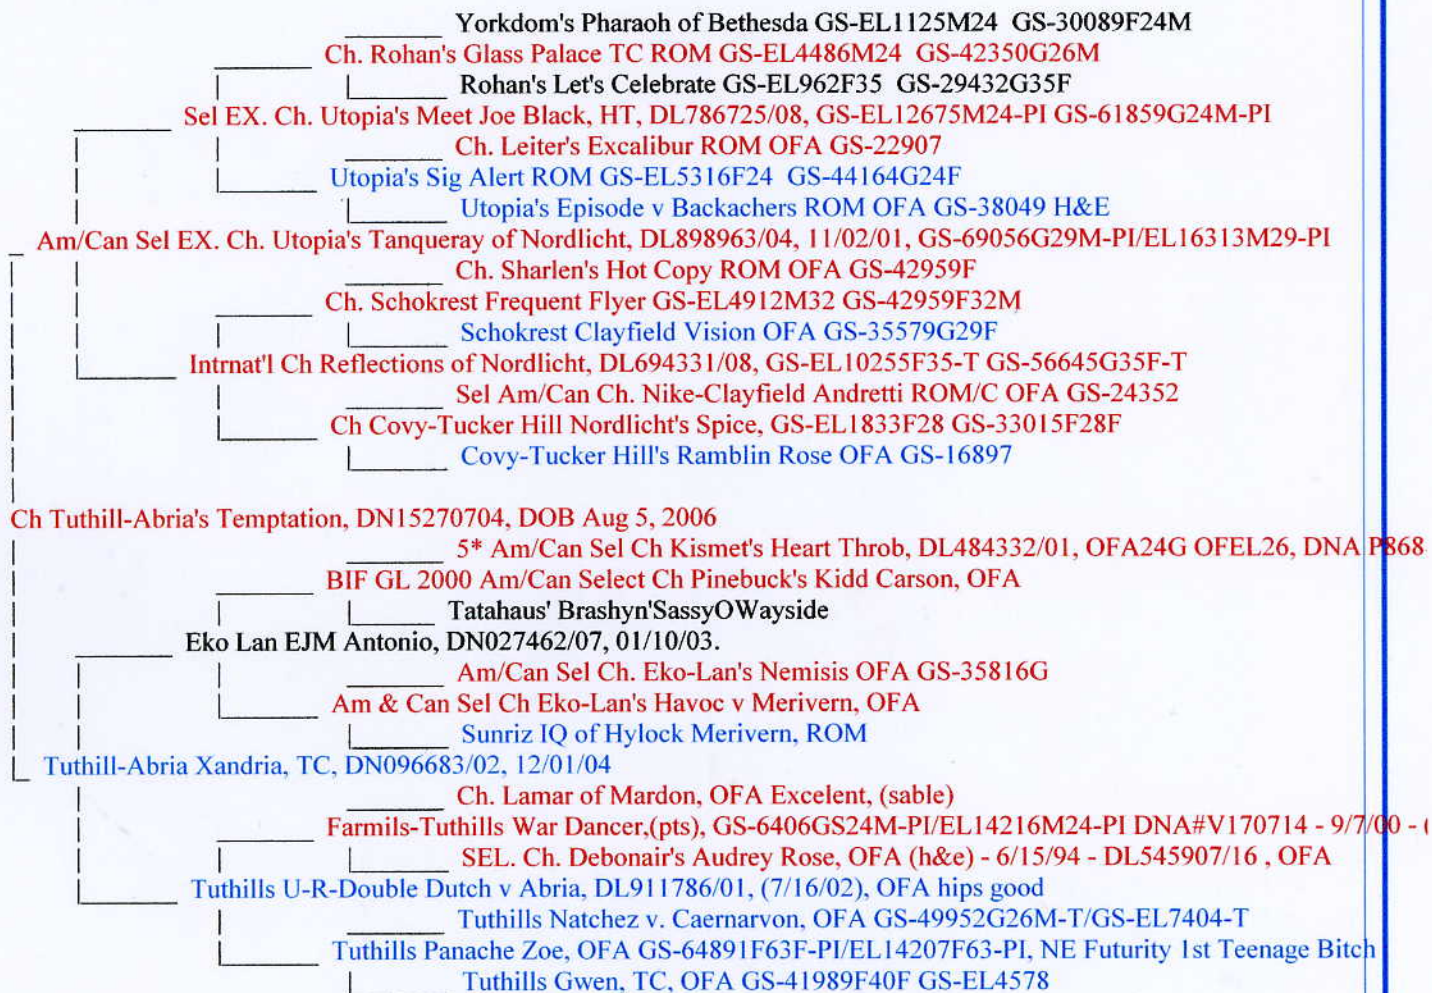 Yorkdom's Pharaoh of Bethesda GS-EL1125M24 GS-30089F24M
Ch. Rohan's Glass Palace TC ROM GS-EL4486M24 GS-42350G26M
Rohan's Let's Celebrate GS-EL962F35 GS-29432G35F
Sel EX. Ch. Utopia's Meet Joe Black, HT, DL786725/08, GS-EL12675M24-PI GS-61859G24M-PI
Ch. Leiter's Excalibur ROM OFA GS-22907
Utopia's Sig Alert ROM GS-EL5316F24 GS-44164G24F
Utopia's Episode v Backachers ROM OFA GS-38049 H&E
Am/Can Sel EX. Ch. Utopia's Tanqueray of Nordlicht, DL898963/04, 11/02/01, GS-69056G29M-PI/EL16313M29-PI
Ch. Sharlen's Hot Copy ROM OFA GS-42959F
Ch. Schokrest Frequent Flyer GS-EL4912M32 GS-42959F32M
Schokrest Clayfield Vision OFA GS-35579G29F
Intrnat'l Ch Reflections of Nordlicht, DL694331/08, GS-EL10255F35-T GS-56645G35F-T
Sel Am/Can Ch. Nike-Clayfield Andretti ROM/C OFA GS-24352
Ch Covy-Tucker Hill Nordlicht's Spice, GS-EL1833F28 GS-33015F28F
Covy-Tucker Hill's Ramblin Rose OFA GS-16897
Ch Tuthill-Abria's Temptation, DN15270704, DOB Aug 5, 2006
5* Am/Can Sel Ch Kismet's Heart Throb, DL484332/01, OFA24G OFEL26, DNA P868
BIF GL 2000 Am/Can Select Ch Pinebuck's Kidd Carson, OFA
Tatahaus' Brashyn'SassyOWayside
Eko Lan EJM Antonio, DN027462/07, 01/10/03.
Am/Can Sel Ch. Eko-Lan's Nemisis OFA GS-35816G
Am & Can Sel Ch Eko-Lan's Havoc v Merivern, OFA
Sunriz IQ of Hylock Merivern, ROM
Tuthill-Abria Xandria, TC, DN096683/02, 12/01/04
Ch. Lamar of Mardon, OFA Excelent, (sable)
Farmils-Tuthills War Dancer,(pts), GS-6406GS24M-PI/EL14216M24-PI DNA#V170714 - 9/7/00 - (
SEL. Ch. Debonair's Audrey Rose, OFA (h&e) - 6/15/94 - DL545907/16 , OFA
Tuthills U-R-Double Dutch v Abria, DL911786/01, (7/16/02), OFA hips good
Tuthills Natchez v. Caernarvon, OFA GS-49952G26M-T/GS-EL7404-T
Tuthills Panache Zoe, OFA GS-64891F63F-PI/EL14207F63-PI, NE Futurity 1st Teenage Bitch
Tuthills Gwen, TC, OFA GS-41989F40F GS-EL4578